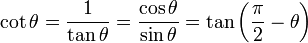 cot θ = 1/tan θ = cos θ/sin θ = tan(π/2 − θ)